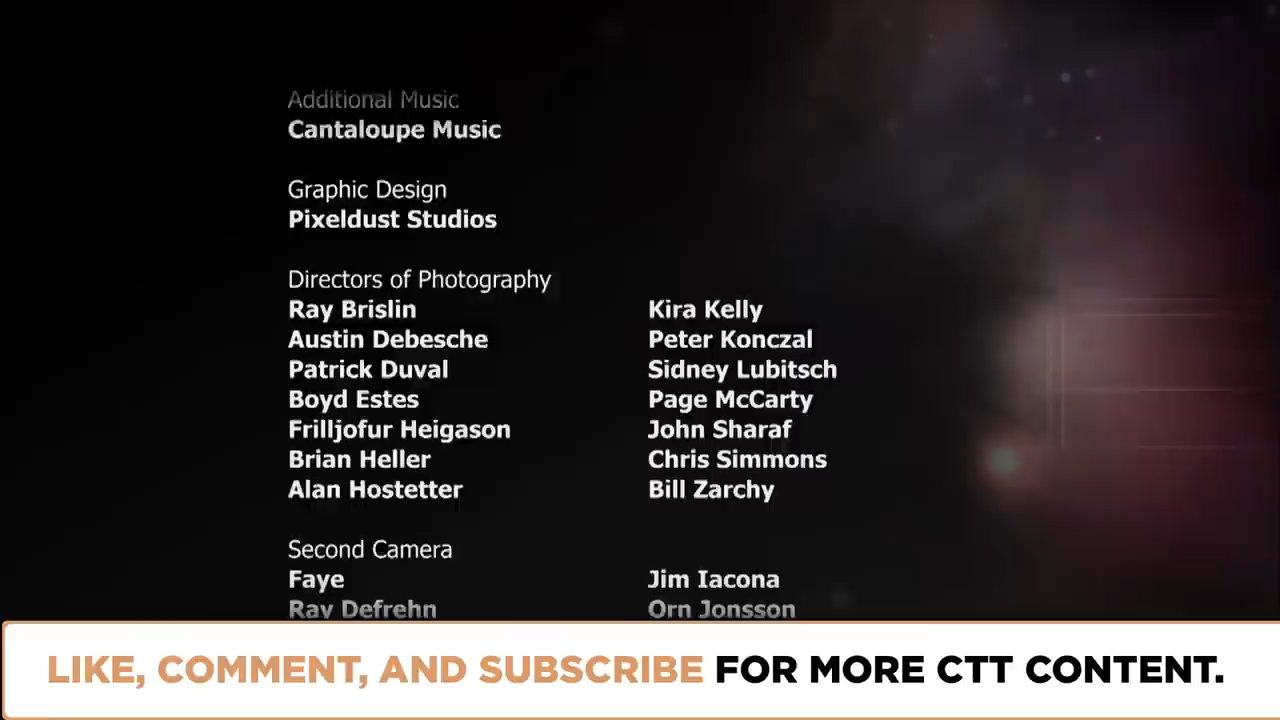 Additional Music
Cantaloupe Music
Graphic Design
Pixeldust Studios
Directors of Photography
Ray Brislin
Austin Debesche
Patrick Duval
Boyd Estes
Frilljofur Heigason
Brian Heller
Alan Hostetter
Kira Kelly
Peter Konczal
Sidney Lubitsch
Page McCarty
John Sharaf
Chris Simmons
Bill Zarchy
Second Camera
Faye
Ray Defrehn
Jim Iacona
Orn Jonsson
LIKE, COMMENT, AND SUBSCRIBE FOR MORE CTT CONTENT.